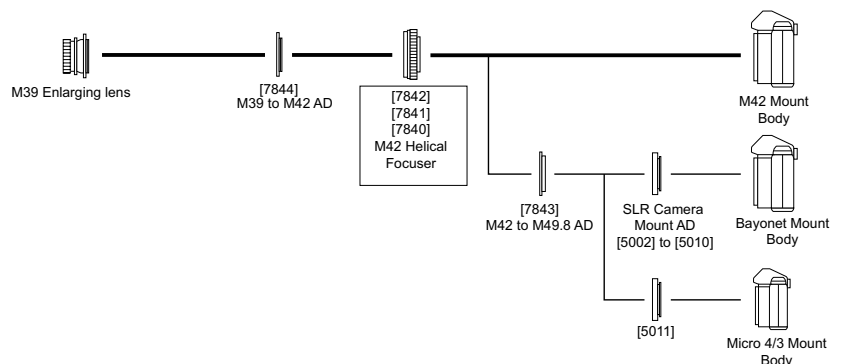 M39 Enlarging lens
[7844]
M39 to M42 AD
[7842]
[7841]
[7840]
M42 Helical
Focuser
M42 Mount
Body
[7843]
M42 to M49.8 AD
SLR Camera
Mount AD
[5002] to [5010]
Bayonet Mount
Body
[5011]
Micro 4/3 Mount
Body